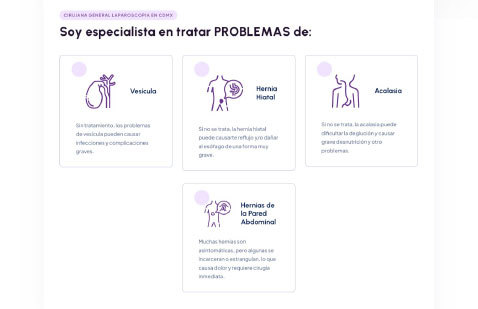 CIRUJANA GENERAL LAPAROSCOPIA EN CDMX
Soy especialista en tratar PROBLEMAS de:
Vesícula
Sin tratamiento, los problemas
de vesícula pueden causar
infecciones y complicaciones
graves.
Hernia
Hiatal
Si no se trata, la hernia hiatal
puede causarte reflujo y/o dañar
al esófago de una forma muy
grave.
Acalasia
Si no se trata, la acalasia puede
dificultar la deglución y causar
grave desnutrición y otro
problemas.
Hernias de
la Pared
Abdominal
Muchas hernias son
asintomáticas, pero algunas se
incarceran o estrangulan, lo que
causa dolor y requiere cirugía
inmediata.